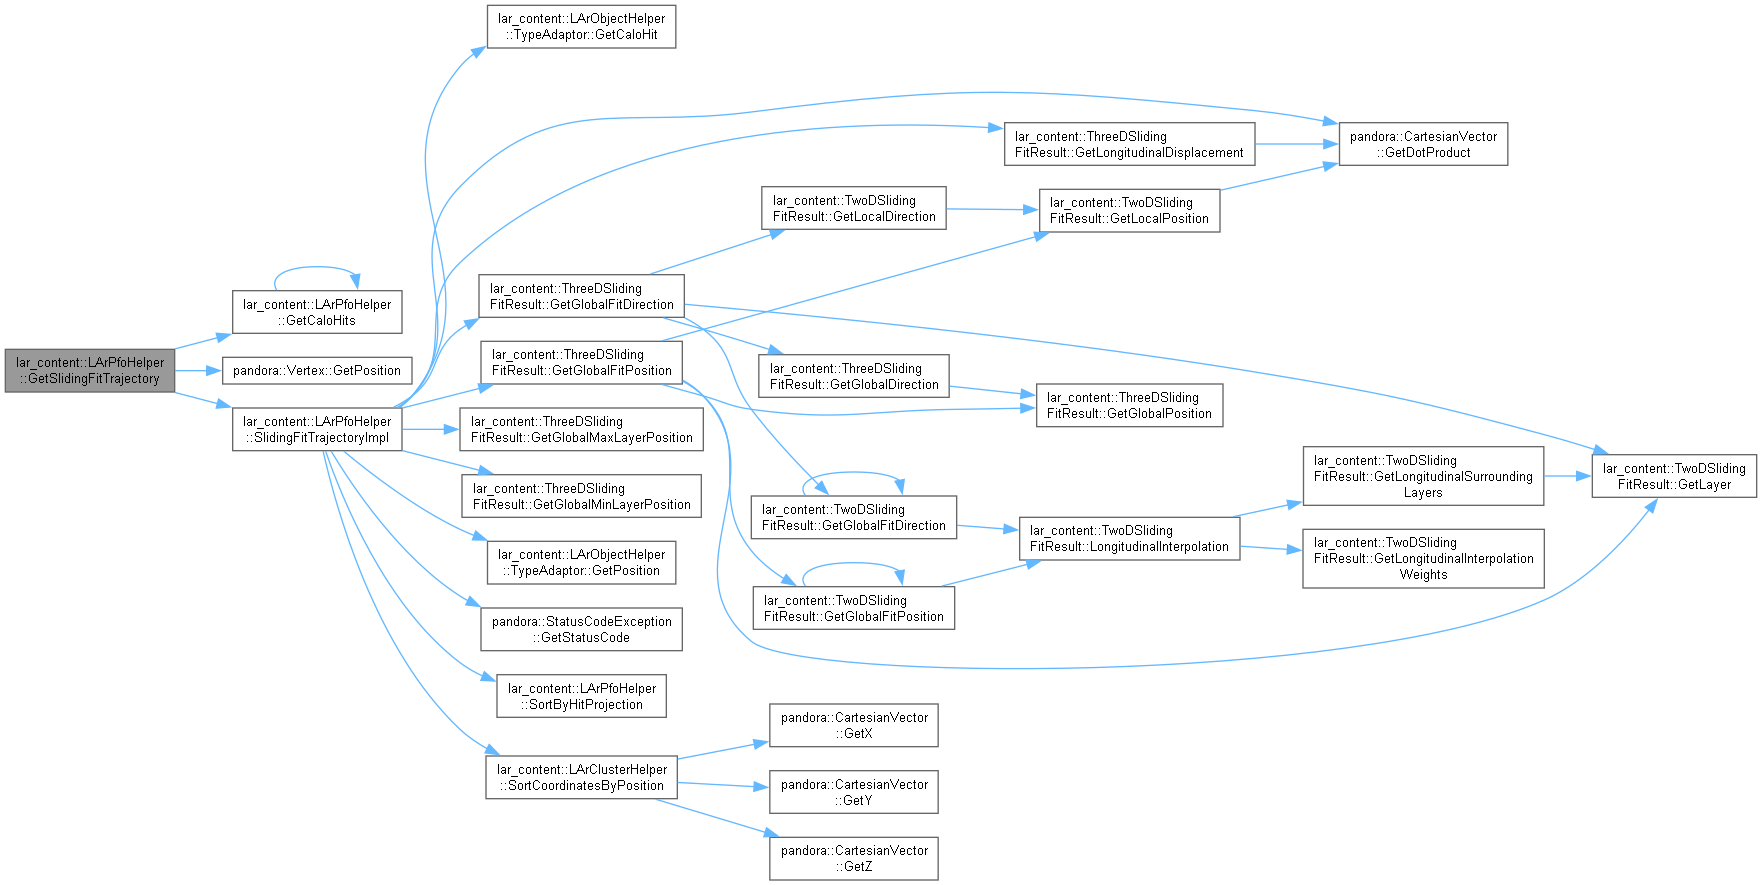 lar_content::LArPfoHelper
::GetSlidingFitTrajectory
lar_content::LArPfoHelper
::GetCaloHits
pandora::Vertex::GetPosition
lar_content::LArPfoHelper
::SlidingFitTrajectoryImpl
lar_content::LArObjectHelper
::TypeAdaptor::GetCaloHit
lar_content::ThreeDSliding
FitResult::GetGlobalFitDirection
lar_content::ThreeDSliding
FitResult::GetGlobalFitPosition
lar_content::ThreeDSliding
FitResult::GetGlobalMaxLayerPosition
lar_content::ThreeDSliding
FitResult::GetGlobalMinLayerPosition
lar_content::LArObjectHelper
::TypeAdaptor::GetPosition
pandora::StatusCodeException
::GetStatusCode
lar_content::LArPfoHelper
::SortByHitProjection
lar_content::LArClusterHelper
::SortCoordinatesByPosition
lar_content::TwoDSliding
FitResult::GetLocalDirection
lar_content::ThreeDSliding
FitResult::GetGlobalDirection
lar_content::TwoDSliding
FitResult::GetGlobalFitDirection
lar_content::TwoDSliding
FitResult::GetGlobalFitPosition
pandora::CartesianVector
::GetX
pandora::CartesianVector
::GetY
pandora::CartesianVector
::GetZ
lar_content::ThreeDSliding
FitResult::GetLongitudinalDisplacement
lar_content::TwoDSliding
FitResult::GetLocalPosition
lar_content::ThreeDSliding
FitResult::GetGlobalPosition
lar_content::TwoDSliding
FitResult::LongitudinalInterpolation
pandora::CartesianVector
::GetDotProduct
lar_content::TwoDSliding
FitResult::GetLongitudinalSurrounding
Layers
lar_content::TwoDSliding
FitResult::GetLongitudinalInterpolation
Weights
lar_content::TwoDSliding
FitResult::GetLayer